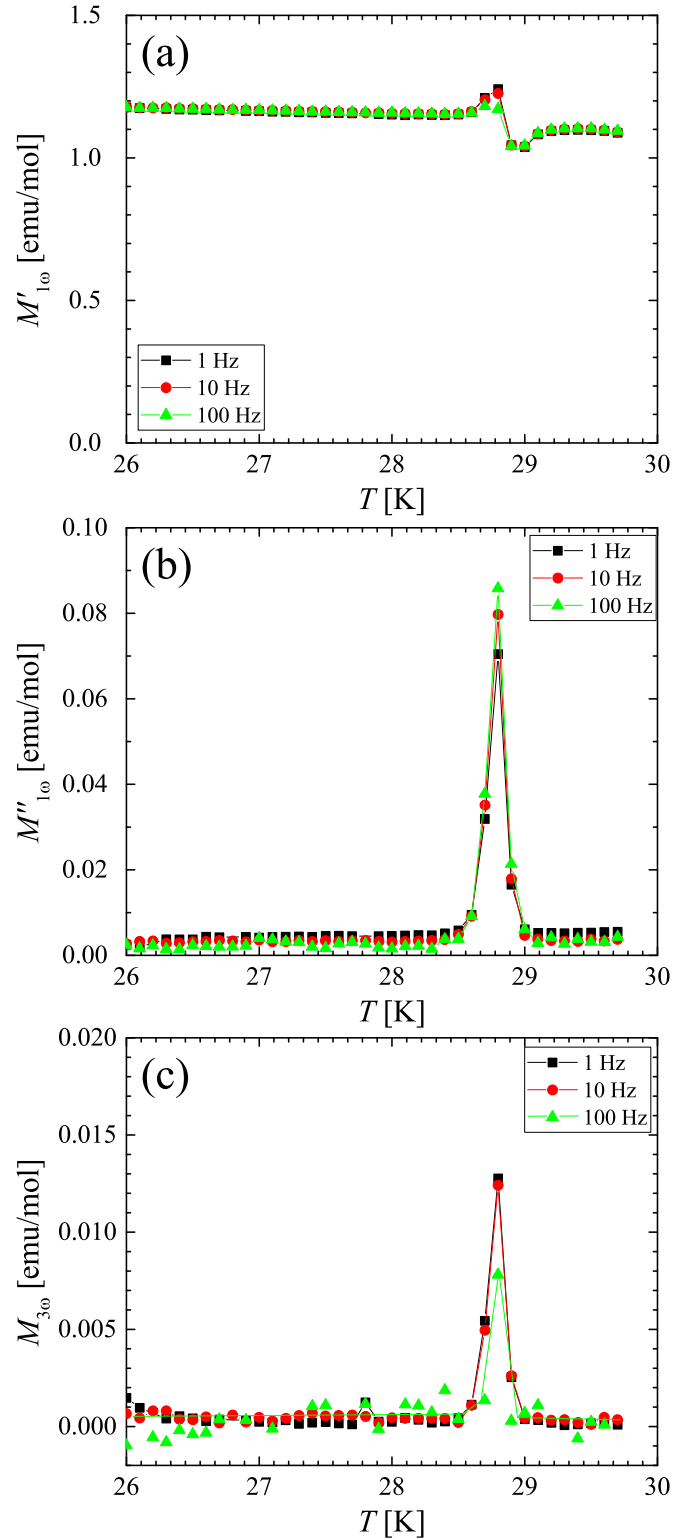 (a)
1.5
1.0
0.5
0.0
M′1ω [emu/mol]
1 Hz
10 Hz
100 Hz
26 27 28 29 30
T [K]
(b)
0.10
0.08
0.06
0.04
0.02
0.00
M″1ω [emu/mol]
1 Hz
10 Hz
100 Hz
26 27 28 29 30
T [K]
(c)
0.020
0.015
0.010
0.005
0.000
M3ω [emu/mol]
1 Hz
10 Hz
100 Hz
26 27 28 29 30
T [K]